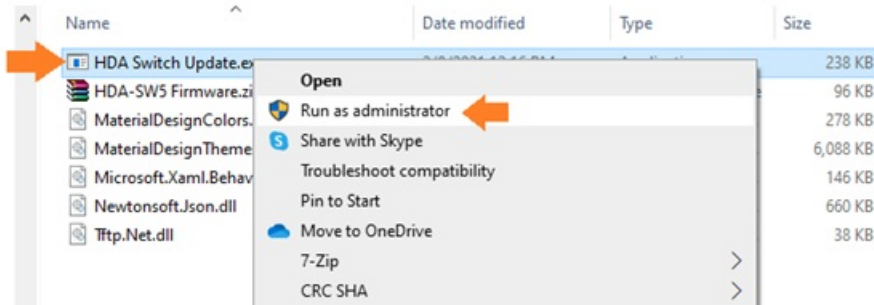 Name Date modified Type Size
HDA Switch Update.ex 238 KB
Open
HDA-SW5 Firmware.zi 96 KB
Run as administrator
MaterialDesignColors. 278 KB
Share with Skype
MaterialDesignTheme 6,088 KB
Troubleshoot compatibility
Microsoft.Xaml.Behav 146 KB
Pin to Start
Newtonsoft.Json.dll 660 KB
Move to OneDrive
Tftp.Net.dll 38 KB
7-Zip
CRC SHA